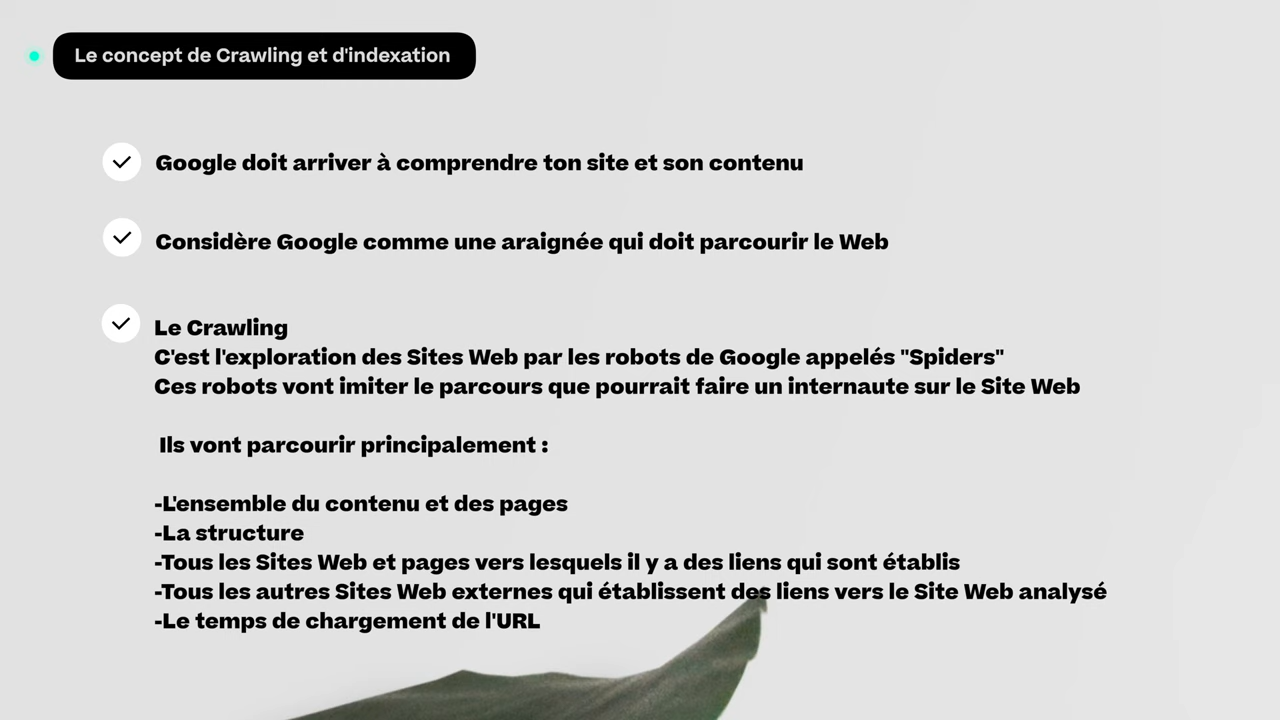 Le concept de Crawling et d'indexation
Google doit arriver à comprendre ton site et son contenu
Considère Google comme une araignée qui doit parcourir le Web
Le Crawling
C'est l'exploration des Sites Web par les robots de Google appelés "Spiders"
Ces robots vont imiter le parcours que pourrait faire un internaute sur le Site Web
Ils vont parcourir principalement :
-L'ensemble du contenu et des pages
-La structure
-Tous les Sites Web et pages vers lesquels il y a des liens qui sont établis
-Tous les autres Sites Web externes qui établissent des liens vers le Site Web analysé
-Le temps de chargement de l'URL